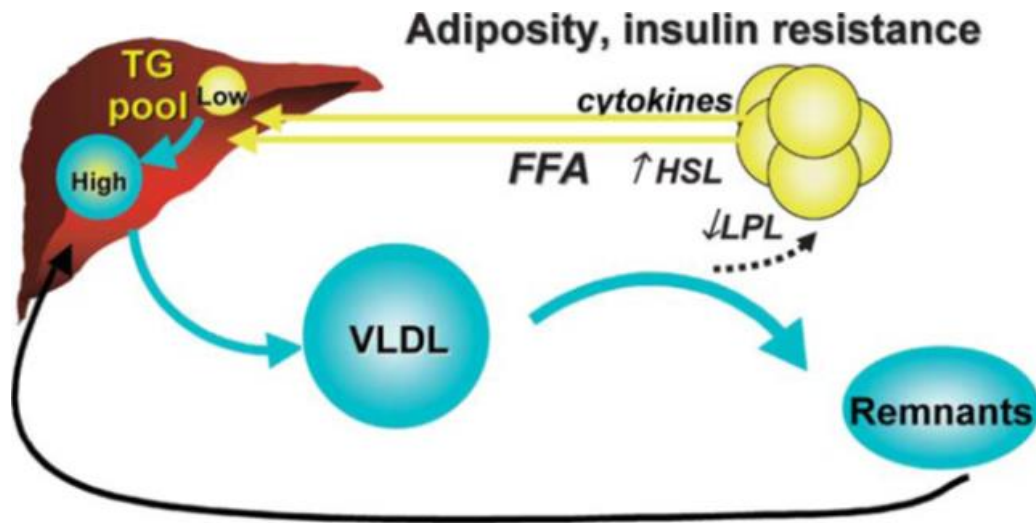 Adiposity, insulin resistance
TG
pool
Low
High
cytokines
FFA ↑HSL
↓LPL
VLDL
Remnants